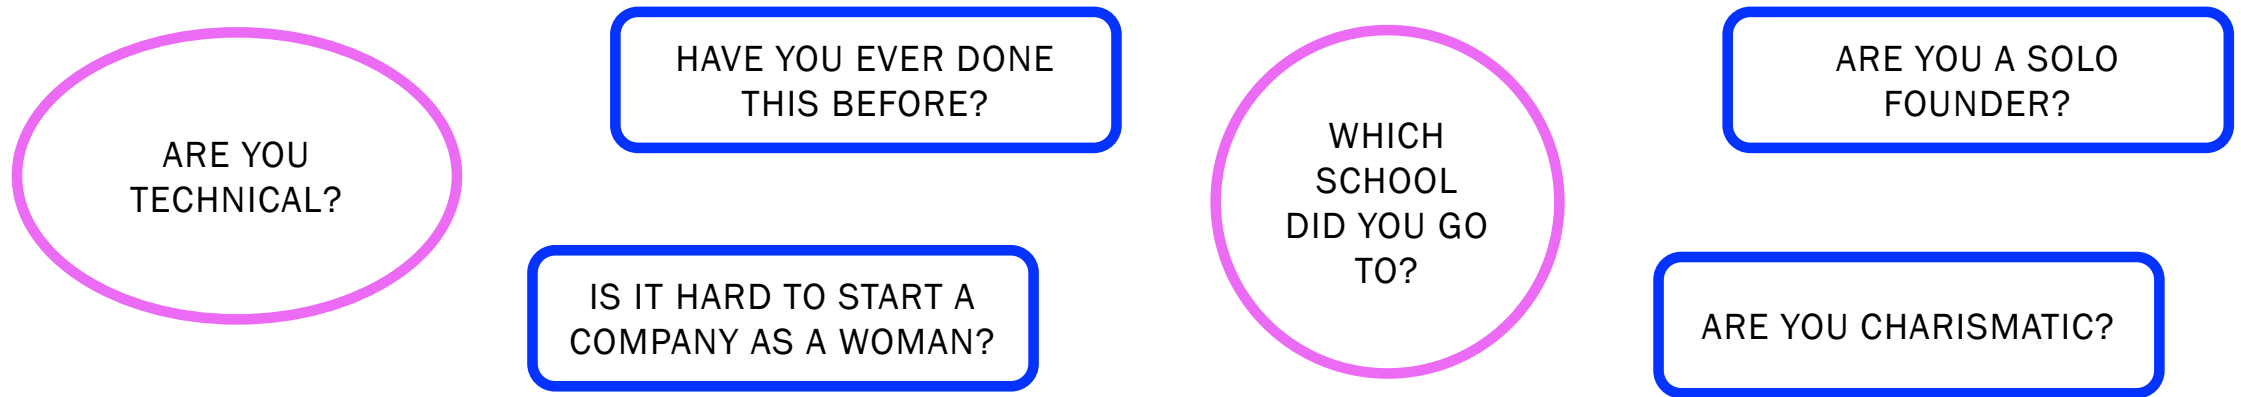 ARE YOU
TECHNICAL?
HAVE YOU EVER DONE
THIS BEFORE?
IS IT HARD TO START A
COMPANY AS A WOMAN?
WHICH
SCHOOL
DID YOU GO
TO?
ARE YOU A SOLO
FOUNDER?
ARE YOU CHARISMATIC?